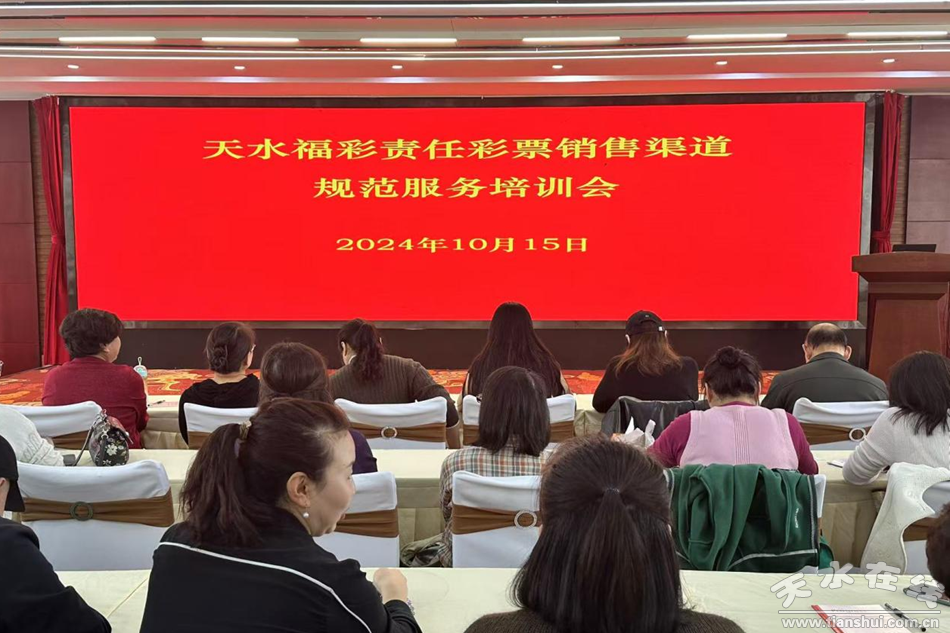 天水福彩责任彩票销售渠道
规范服务培训会
2024年10月15日
天水在线
www.tianshui.com.cn